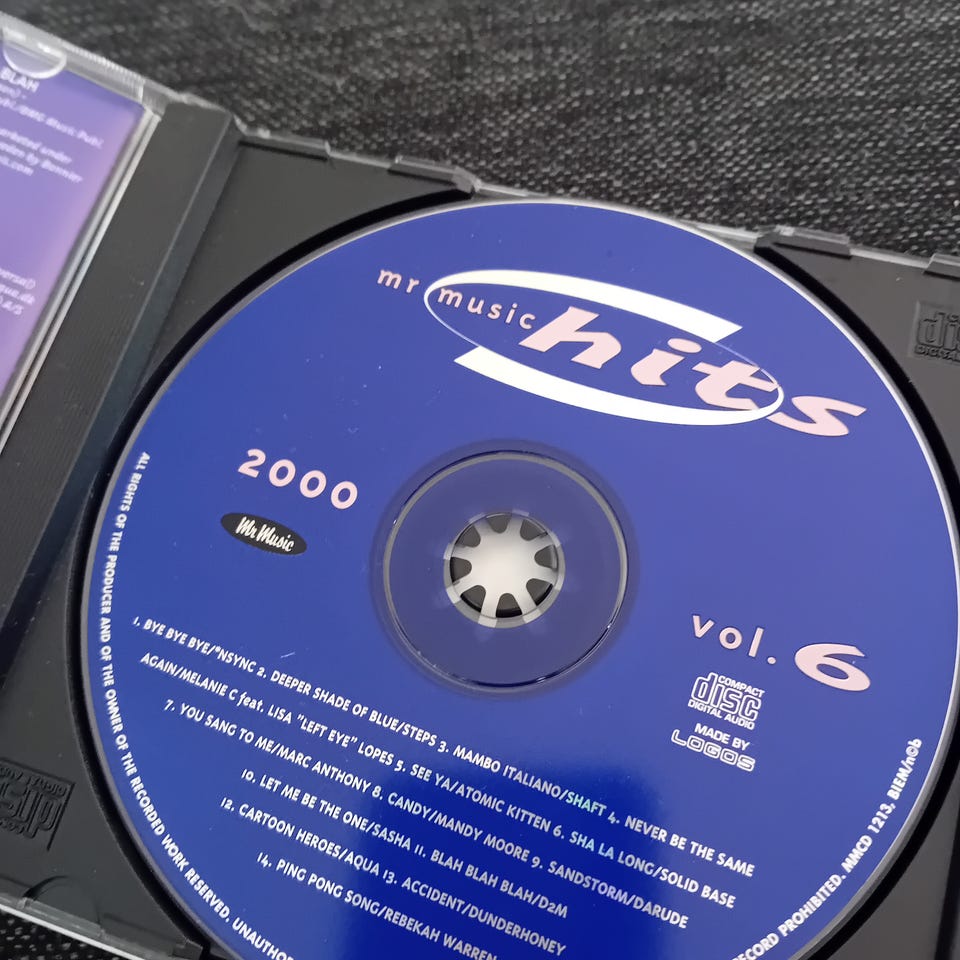 BLAH
BMG Music Publ.
mr music hits
2000
Mr Music
vol. 6
COMPACT
disc
DIGITAL AUDIO
MADE BY
LOGOS
1. BYE BYE BYE/*NSYNC 2. DEEPER SHADE OF BLUE/STEPS 3. MAMBO ITALIANO/SHAFT 4. NEVER BE THE SAME
AGAIN/MELANIE C feat. LISA "LEFT EYE" LOPES 5. SEE YA/ATOMIC KITTEN 6. SHA LA LONG/SOLID BASE
7. YOU SANG TO ME/MARC ANTHONY 8. CANDY/MANDY MOORE 9. SANDSTORM/DARUDE
10. LET ME BE THE ONE/SASHA 11. BLAH BLAH BLAH/D2M
12. CARTOON HEROES/AQUA 13. ACCIDENT/DUNDERHONEY
14. PING PONG SONG/REBEKAH WARREN
ALL RIGHTS OF THE PRODUCER AND OF THE OWNER OF THE RECORDED WORK RESERVED. UNAUTHO
RECORD PROHIBITED. MMCD 1213, BIEM/ncb